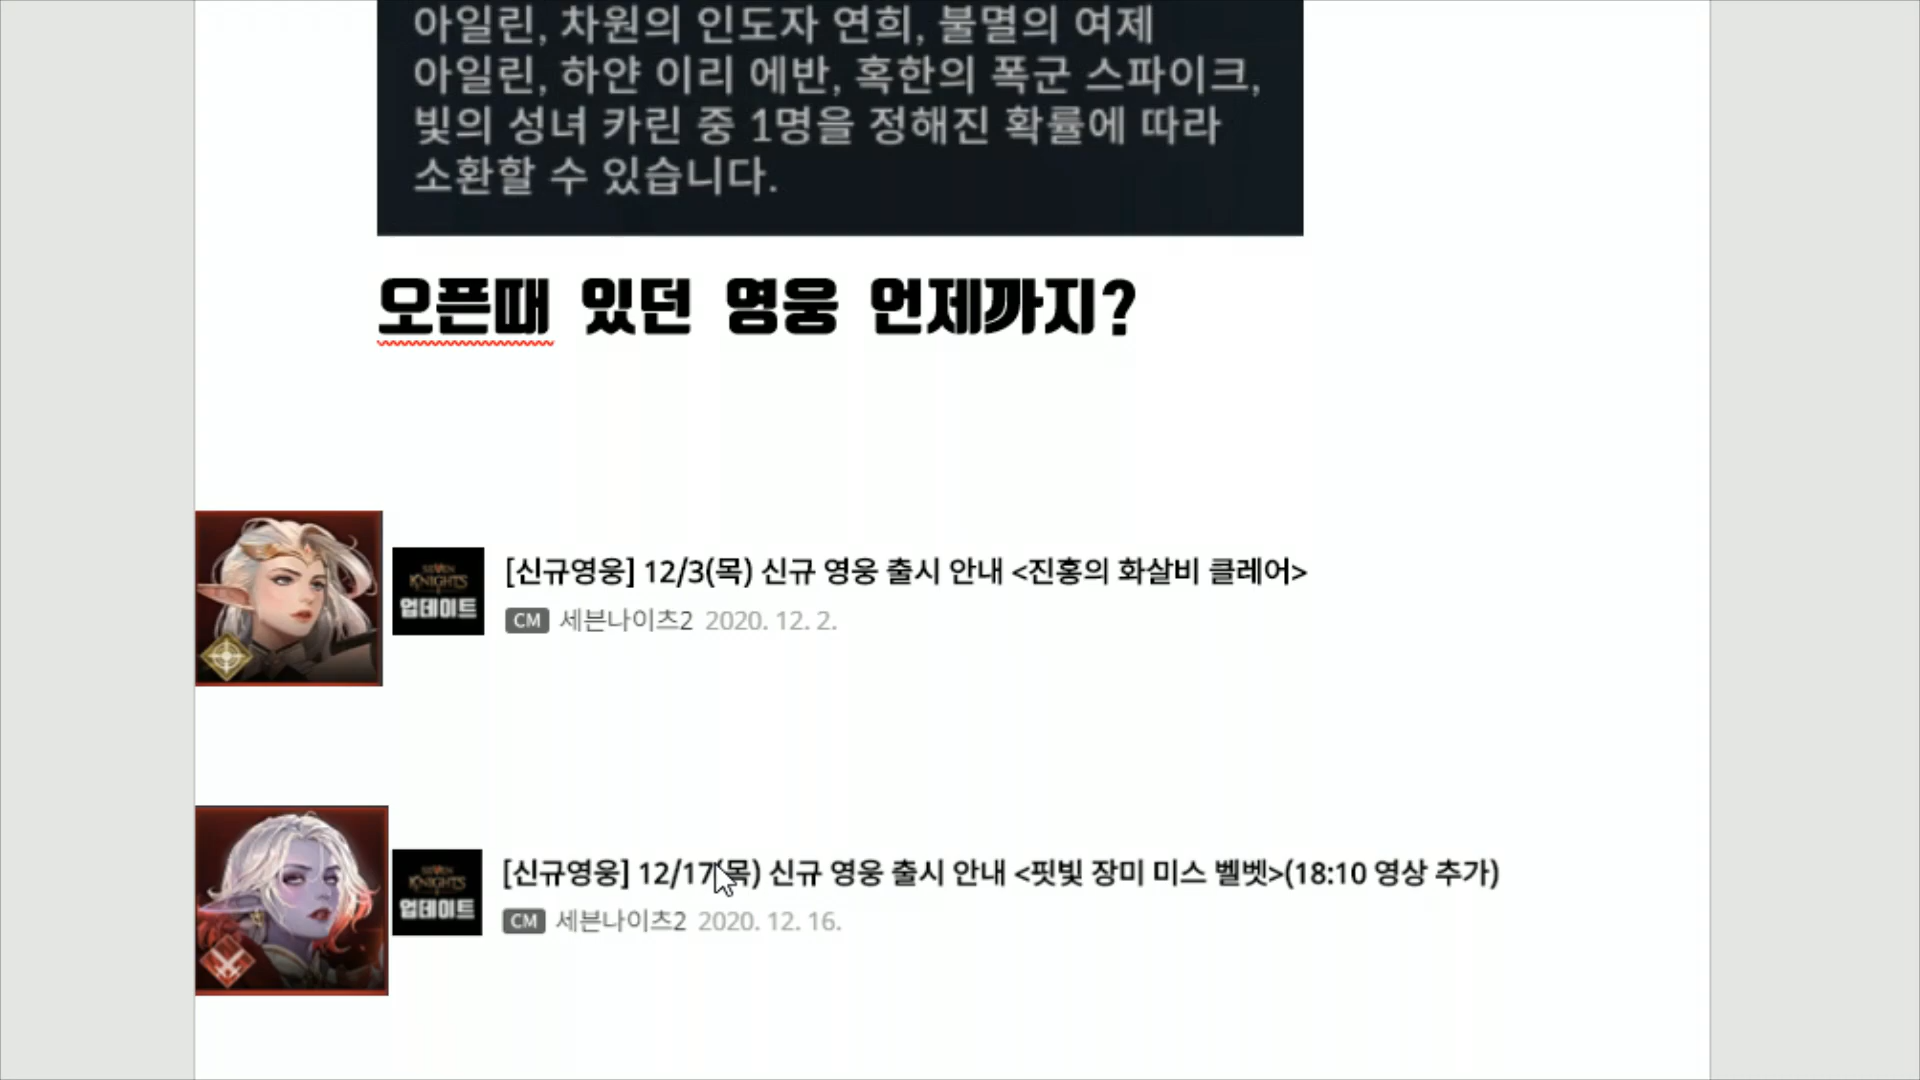 아일린, 차원의 인도자 연희, 불멸의 여제
아일린, 하얀 이리 에반, 혹한의 폭군 스파이크,
빛의 성녀 카린 중 1명을 정해진 확률에 따라
소환할 수 있습니다.
오픈때 있던 영웅 언제까지?
[신규영웅] 12/3(목) 신규 영웅 출시 안내 <진홍의 화살비 클레어>
SEVEN
KNIGHTS
업데이트
CM 세븐나이츠2 2020. 12. 2.
[신규영웅] 12/17(목) 신규 영웅 출시 안내 <핏빛 장미 미스 벨벳>(18:10 영상 추가)
SEVEN
KNIGHTS
업데이트
CM 세븐나이츠2 2020. 12. 16.